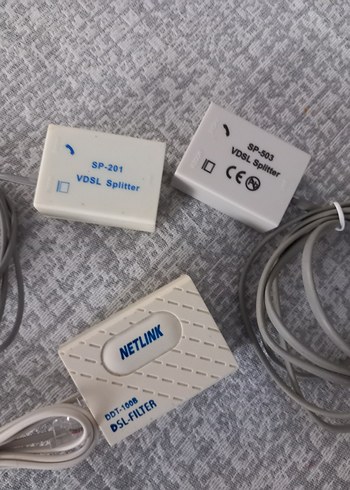 SP-201
VDSL Splitter
SP-503
VDSL Splitter
CE
NETLINK
DDT-100B
DSL-FILTER